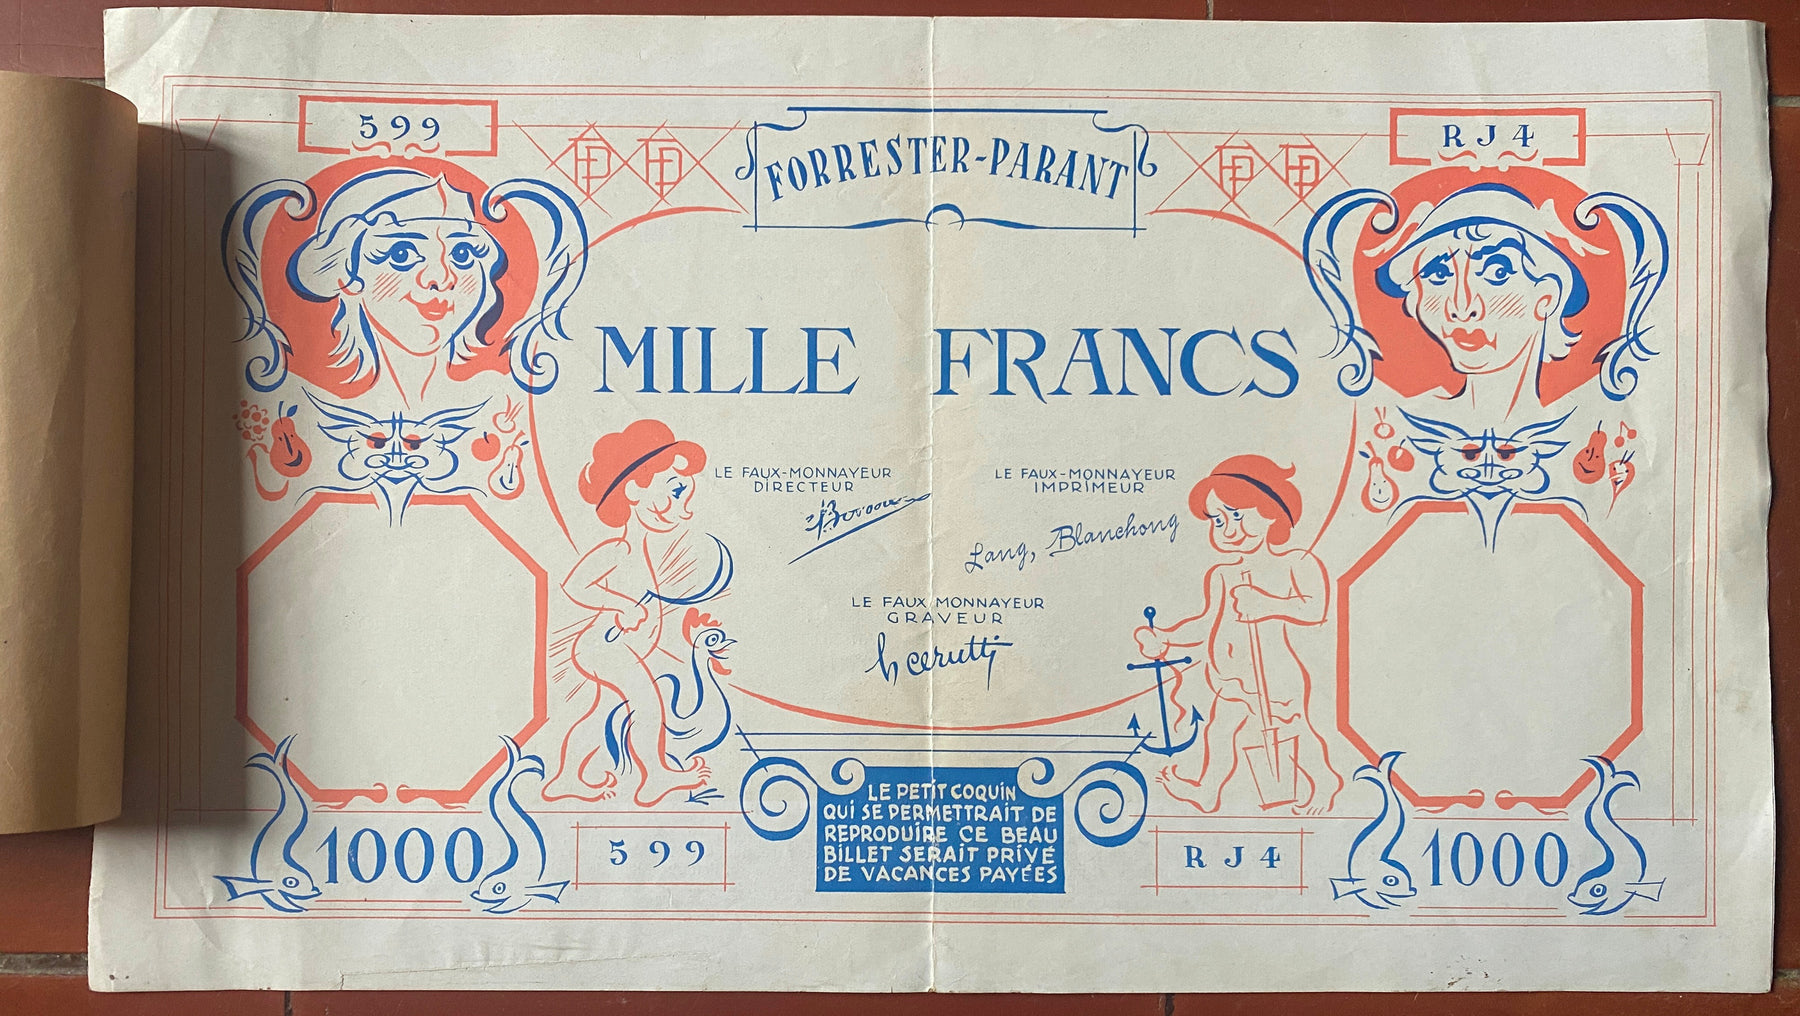 599
RJ4
FORRESTER-PARANT
MILLE FRANCS
LE FAUX-MONNAYEUR
DIRECTEUR
LE FAUX-MONNAYEUR
IMPRIMEUR
Lang, Blanchong
LE FAUX MONNAYEUR
GRAVEUR
h cerutti
LE PETIT COQUIN
QUI SE PERMETTRAIT DE
REPRODUIRE CE BEAU
BILLET SERAIT PRIVÉ
DE VACANCES PAYÉES
1000
599
RJ4
1000